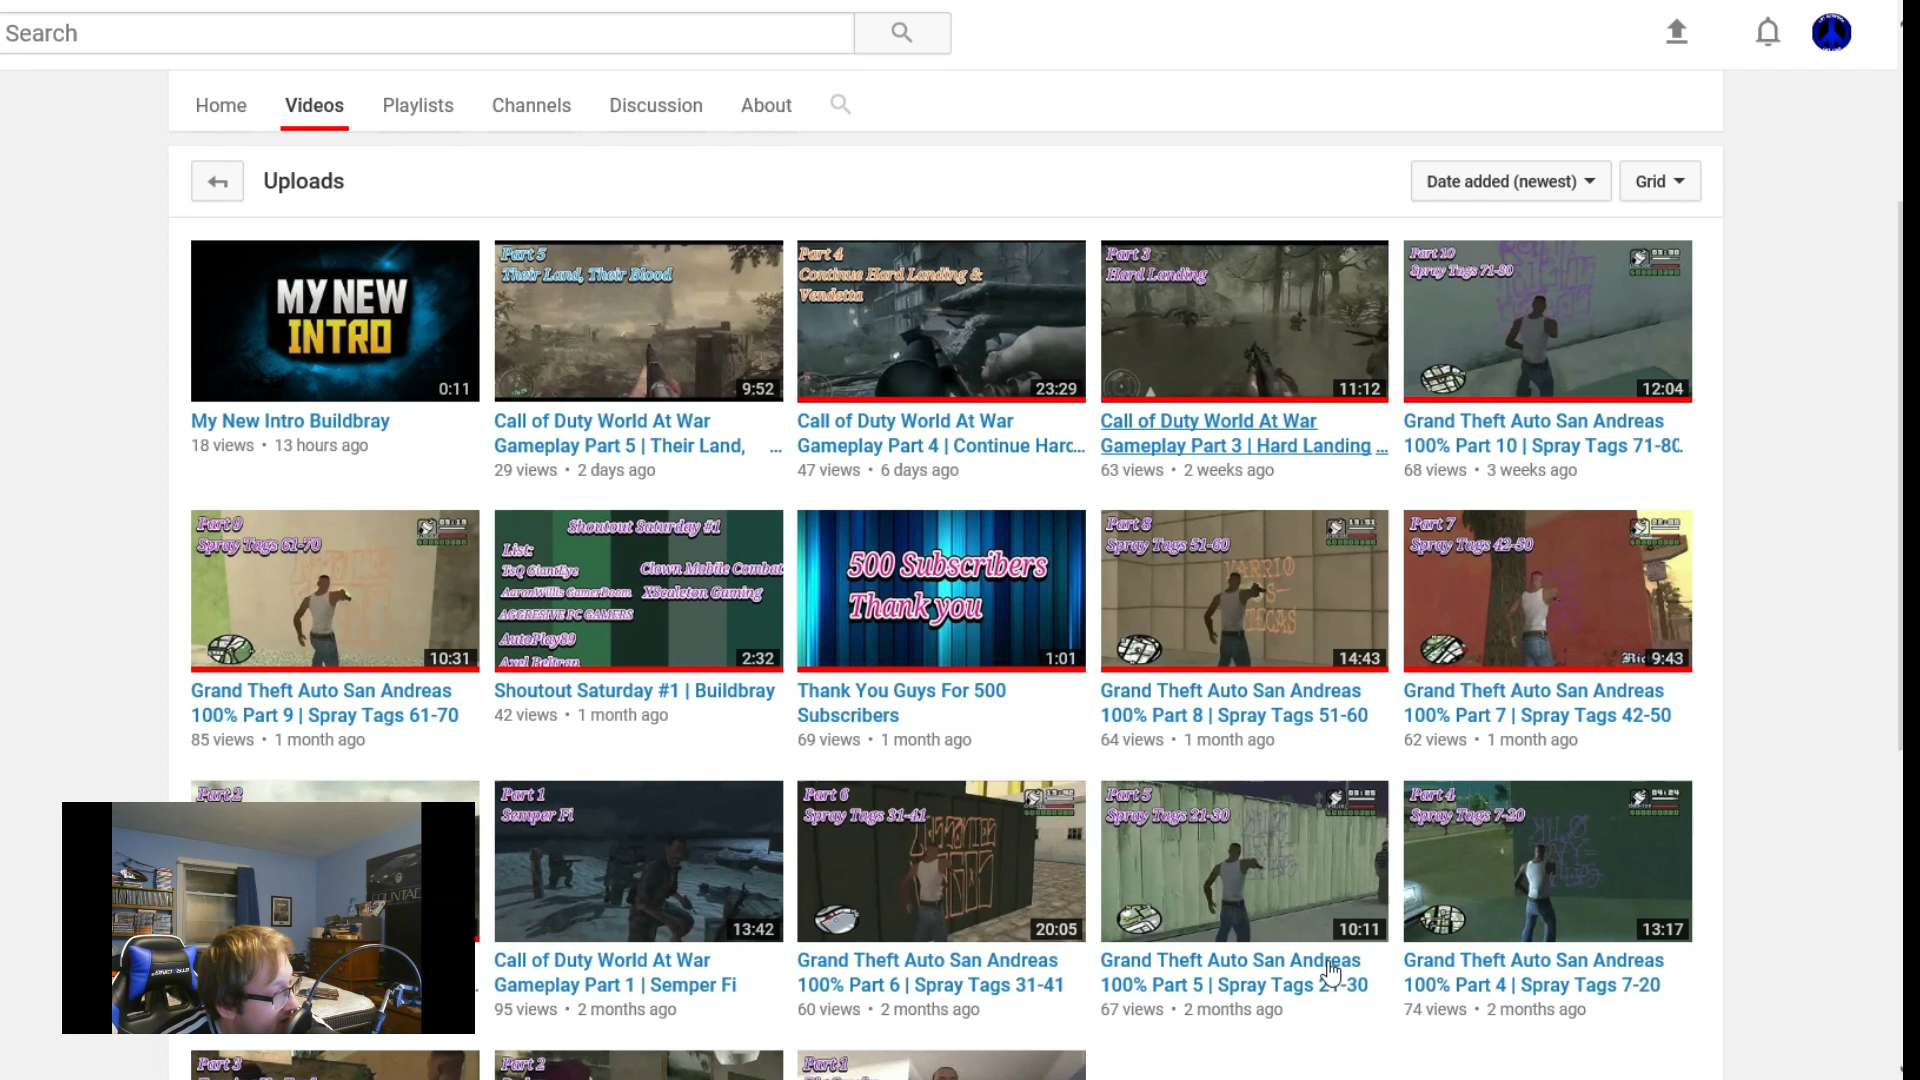 Search
Home Videos Playlists Channels Discussion About
Uploads
Date added (newest) Grid
MY NEW
INTRO
0:11
My New Intro Buildbray
18 views • 13 hours ago
Part 5
Their Land, Their Blood
9:52
Call of Duty World At War
Gameplay Part 5 | Their Land, ...
29 views • 2 days ago
Part 4
Continue Hard Landing &
Vendetta
23:29
Call of Duty World At War
Gameplay Part 4 | Continue Harc...
47 views • 6 days ago
Part 3
Hard Landing
11:12
Call of Duty World At War
Gameplay Part 3 | Hard Landing ...
63 views • 2 weeks ago
Part 10
Spray Tags 71-80
12:04
Grand Theft Auto San Andreas
100% Part 10 | Spray Tags 71-80.
68 views • 3 weeks ago
Part 9
Spray Tags 61-70
10:31
Grand Theft Auto San Andreas
100% Part 9 | Spray Tags 61-70
85 views • 1 month ago
Shoutout Saturday #1
List:
TsQ GiantEye
Clown Mobile Combat
AaronWillis GamerDoom
XScaleton Gaming
AGGRESIVE PC GAMERS
AutoPlay89
Axel Beltran
2:32
Shoutout Saturday #1 | Buildbray
42 views • 1 month ago
500 Subscribers
Thank you
1:01
Thank You Guys For 500
Subscribers
69 views • 1 month ago
Part 8
Spray Tags 51-60
14:43
Grand Theft Auto San Andreas
100% Part 8 | Spray Tags 51-60
64 views • 1 month ago
Part 7
Spray Tags 42-50
9:43
Grand Theft Auto San Andreas
100% Part 7 | Spray Tags 42-50
62 views • 1 month ago
Part 2
Part 1
Semper Fi
13:42
Call of Duty World At War
Gameplay Part 1 | Semper Fi
95 views • 2 months ago
Part 6
Spray Tags 31-41
20:05
Grand Theft Auto San Andreas
100% Part 6 | Spray Tags 31-41
60 views • 2 months ago
Part 5
Spray Tags 21-30
10:11
Grand Theft Auto San Andreas
100% Part 5 | Spray Tags 21-30
67 views • 2 months ago
Part 4
Spray Tags 7-20
13:17
Grand Theft Auto San Andreas
100% Part 4 | Spray Tags 7-20
74 views • 2 months ago
Part 3
Part 2
Part 1